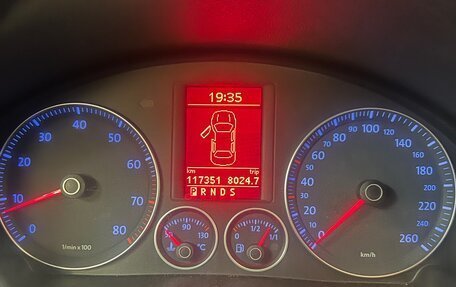 19:35
km trip
117351 8024.7
P R N D S
10 20 30 40 50 60 70 80
1/min x 100
50 90 130
°C
0 1/2 1/1
0 10 20 40 60 80 100 120 140 160 180 200 220 240 260
km/h